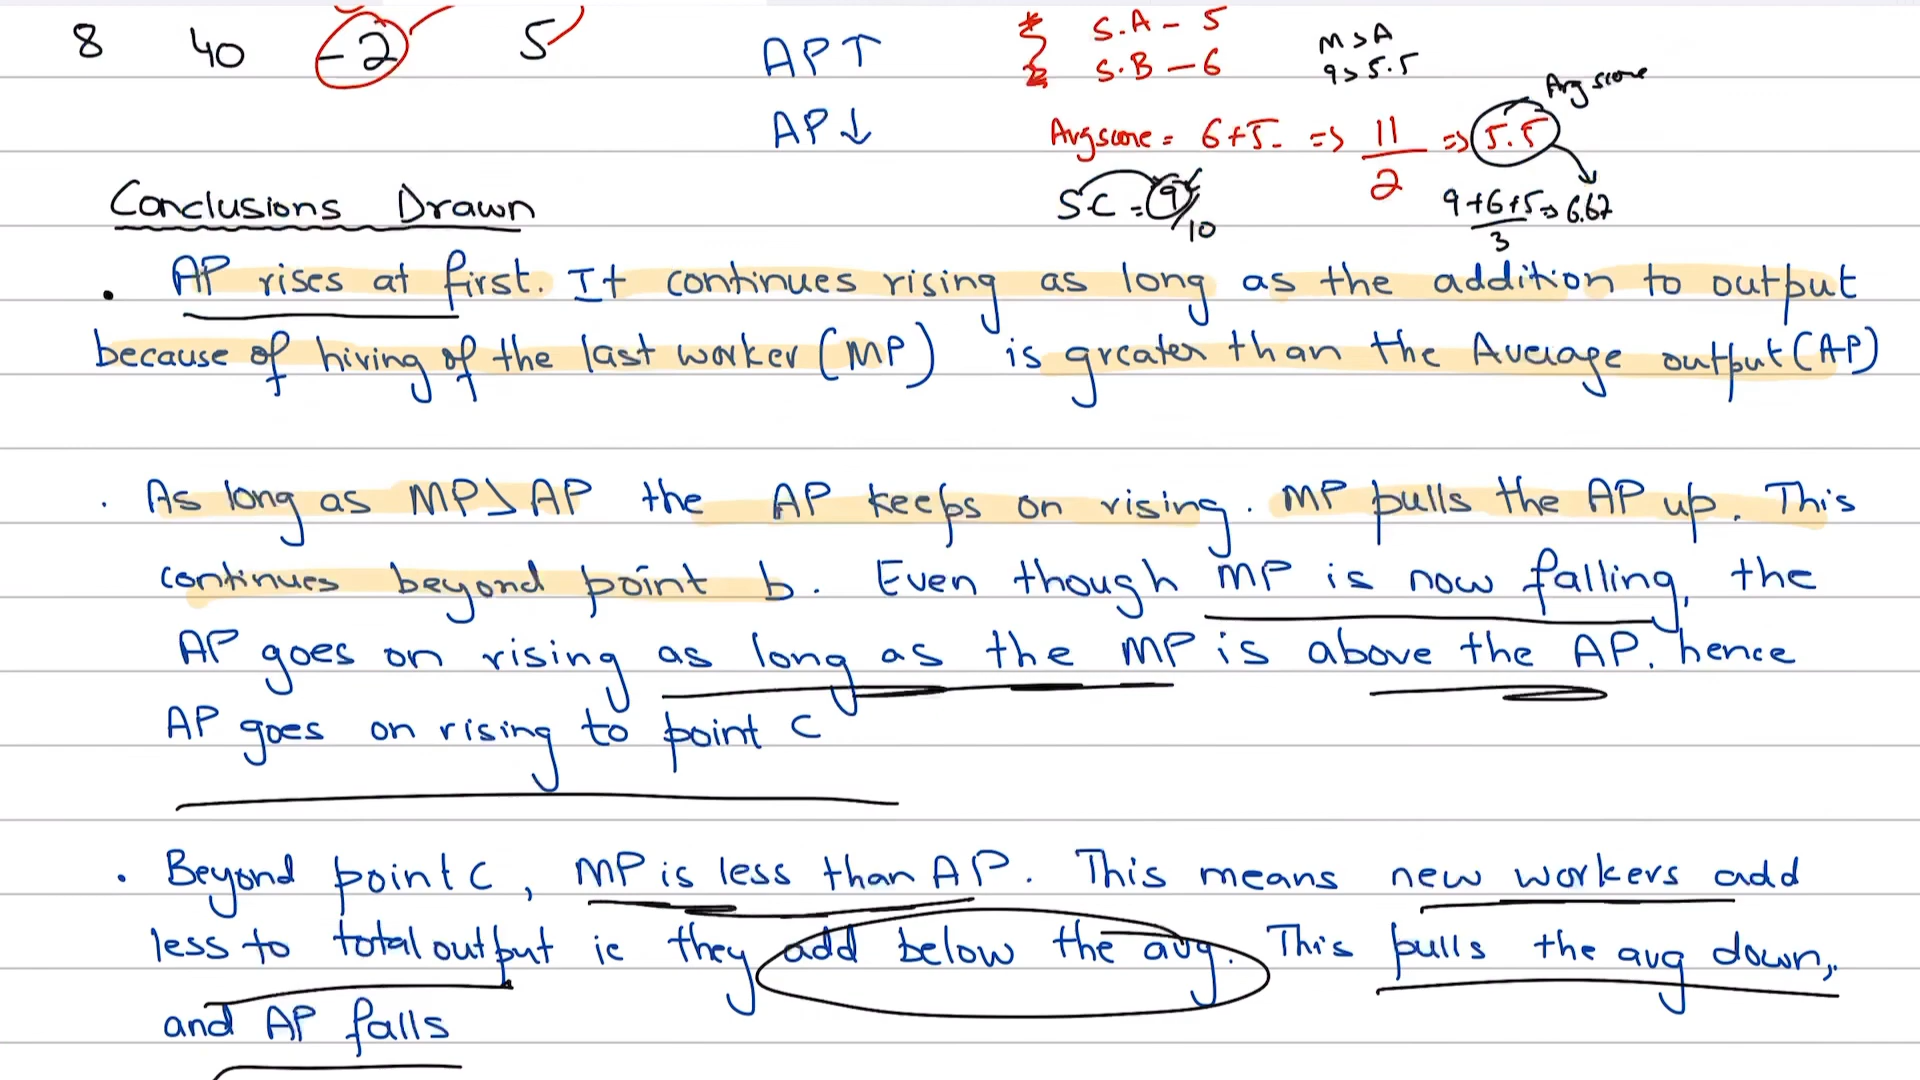 8 40 -2 5
AP↑
AP↓
S.A - 5
S.B - 6
M>A
9>5.5
Avg score
Avg score = 6+5 => 11/2 => 5.5
SC = 9/10
9+6+5/3 => 6.67
Conclusions Drawn
. AP rises at first. It continues rising as long as the addition to output
because of hiring of the last worker (MP) is greater than the Average output (AP)
. As long as MP>AP the AP keeps on rising. MP pulls the AP up. This
continues beyond point b. Even though MP is now falling, the
AP goes on rising as long as the MP is above the AP. hence
AP goes on rising to point C
. Beyond point C, MP is less than AP. This means new workers add
less to total output ie they add below the avg. This pulls the avg down,
and AP falls